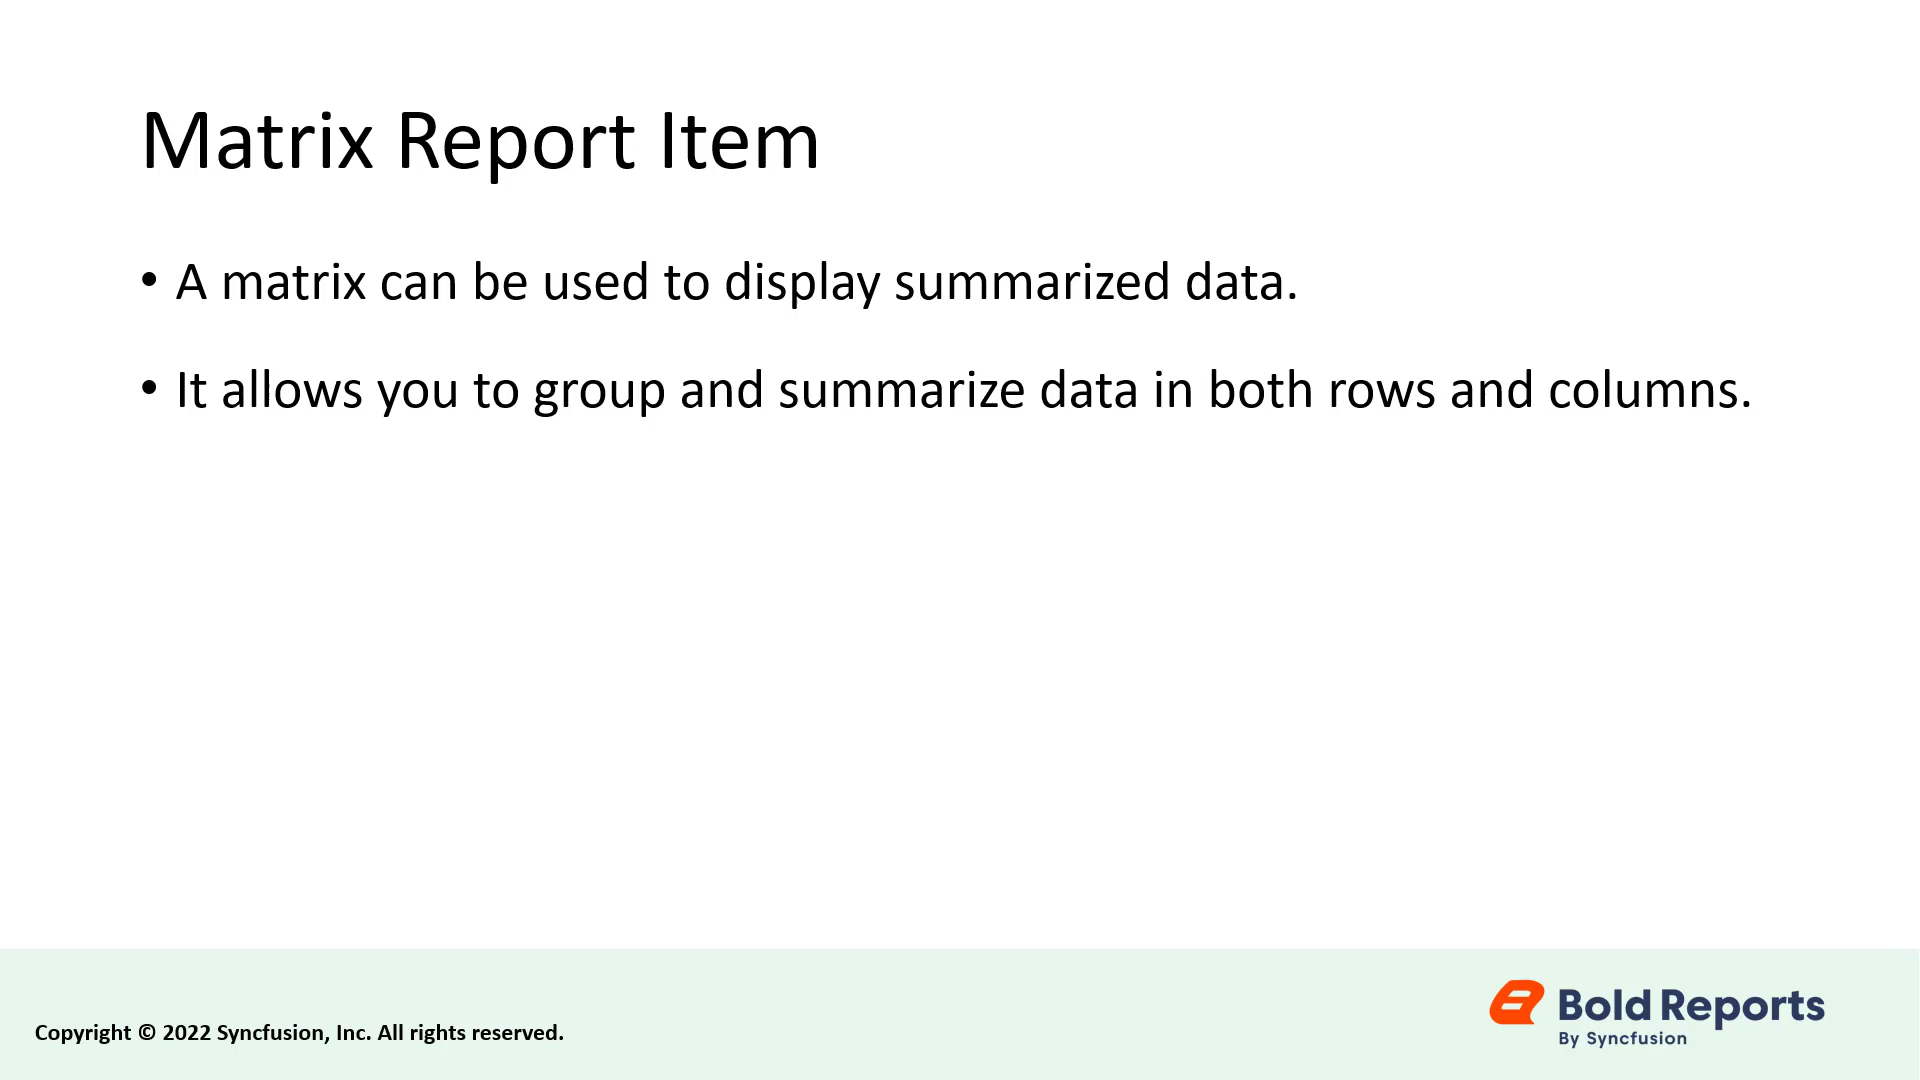 Matrix Report Item
• A matrix can be used to display summarized data.
• It allows you to group and summarize data in both rows and columns.
Copyright © 2022 Syncfusion, Inc. All rights reserved.
Bold Reports
By Syncfusion